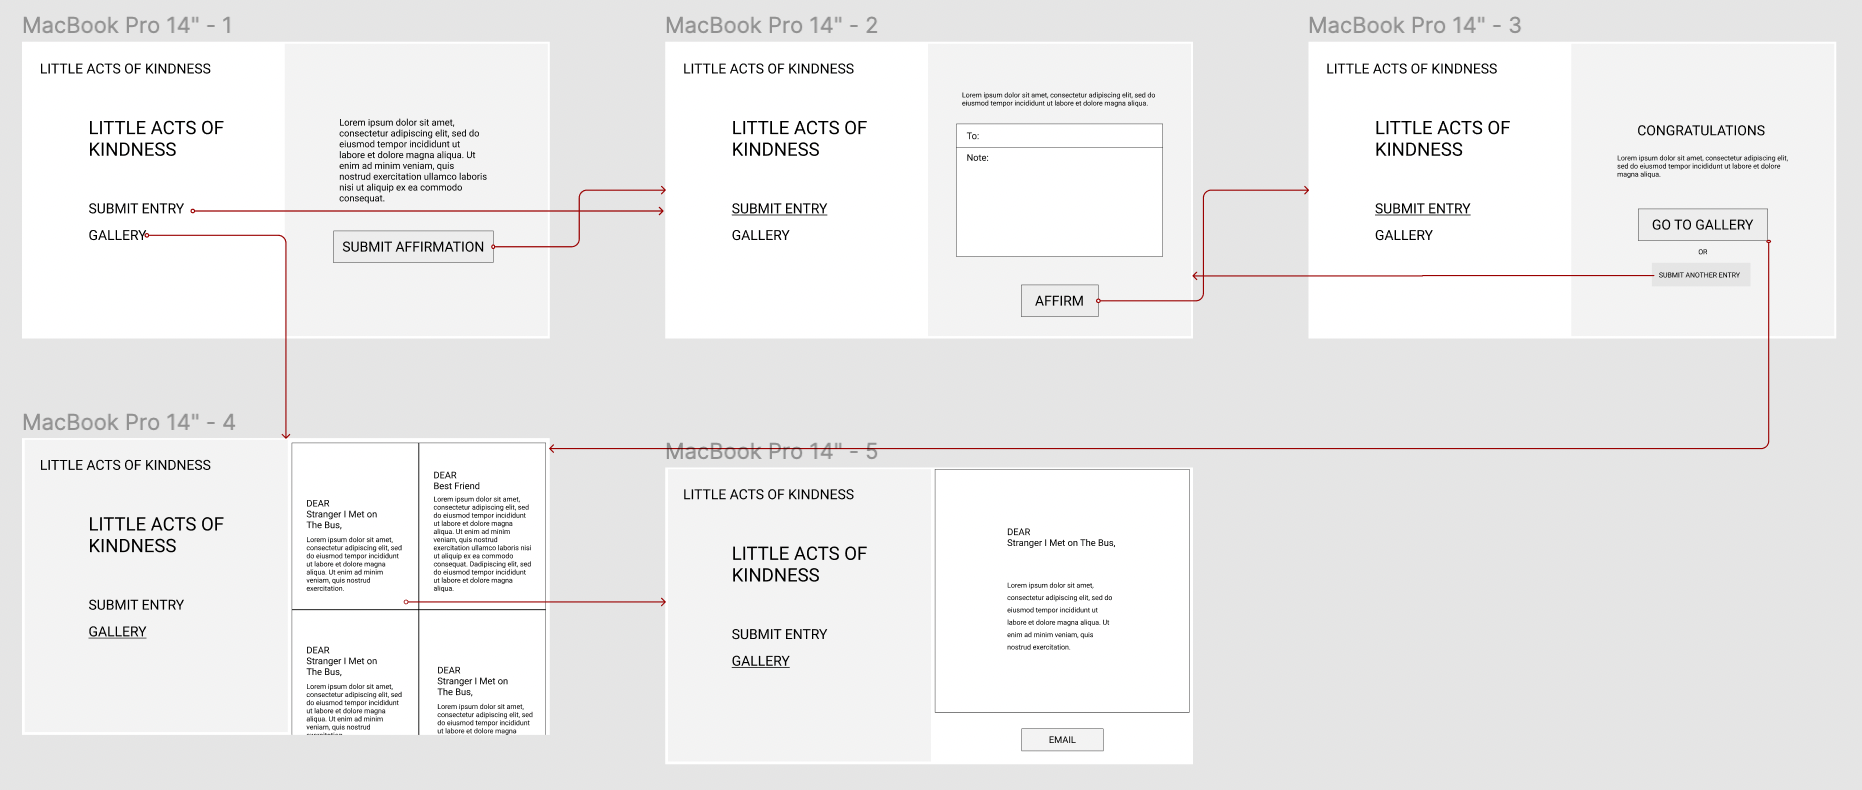 MacBook Pro 14" - 1
LITTLE ACTS OF KINDNESS
LITTLE ACTS OF
KINDNESS
SUBMIT ENTRY
GALLERY
Lorem ipsum dolor sit amet,
consectetur adipiscing elit, sed do
eiusmod tempor incididunt ut
labore et dolore magna aliqua. Ut
enim ad minim veniam, quis
nostrud exercitation ullamco laboris
nisi ut aliquip ex ea commodo
consequat.
SUBMIT AFFIRMATION
MacBook Pro 14" - 2
LITTLE ACTS OF KINDNESS
LITTLE ACTS OF
KINDNESS
SUBMIT ENTRY
GALLERY
Lorem ipsum dolor sit amet, consectetur adipiscing elit, sed do
eiusmod tempor incididunt ut labore et dolore magna aliqua.
To:
Note:
AFFIRM
MacBook Pro 14" - 3
LITTLE ACTS OF KINDNESS
LITTLE ACTS OF
KINDNESS
SUBMIT ENTRY
GALLERY
CONGRATULATIONS
Lorem ipsum dolor sit amet, consectetur adipiscing elit,
sed do eiusmod tempor incididunt ut labore et dolore
magna aliqua.
GO TO GALLERY
OR
SUBMIT ANOTHER ENTRY
MacBook Pro 14" - 4
LITTLE ACTS OF KINDNESS
LITTLE ACTS OF
KINDNESS
SUBMIT ENTRY
GALLERY
DEAR
Stranger I Met on
The Bus,
Lorem ipsum dolor sit amet,
consectetur adipiscing elit, sed
do eiusmod tempor incididunt
ut labore et dolore magna
aliqua. Ut enim ad minim
veniam, quis nostrud
exercitation.
DEAR
Best Friend
Lorem ipsum dolor sit amet,
consectetur adipiscing elit, sed
do eiusmod tempor incididunt
ut labore et dolore magna
aliqua. Ut enim ad minim
veniam, quis nostrud
exercitation ullamco laboris nisi
ut aliquip ex ea commodo
consequat. Dadipiscing elit, sed
do eiusmod tempor incididunt
ut labore et dolore magna
aliqua.
DEAR
Stranger I Met on
The Bus,
Lorem ipsum dolor sit amet,
consectetur adipiscing elit, sed
do eiusmod tempor incididunt
ut labore et dolore magna
aliqua. Ut enim ad minim
veniam, quis nostrud
DEAR
Stranger I Met on
The Bus,
Lorem ipsum dolor sit amet,
consectetur adipiscing elit, sed
do eiusmod tempor incididunt
ut labore et dolore magna
MacBook Pro 14" - 5
LITTLE ACTS OF KINDNESS
LITTLE ACTS OF
KINDNESS
SUBMIT ENTRY
GALLERY
DEAR
Stranger I Met on The Bus,
Lorem ipsum dolor sit amet,
consectetur adipiscing elit, sed do
eiusmod tempor incididunt ut
labore et dolore magna aliqua. Ut
enim ad minim veniam, quis
nostrud exercitation.
EMAIL